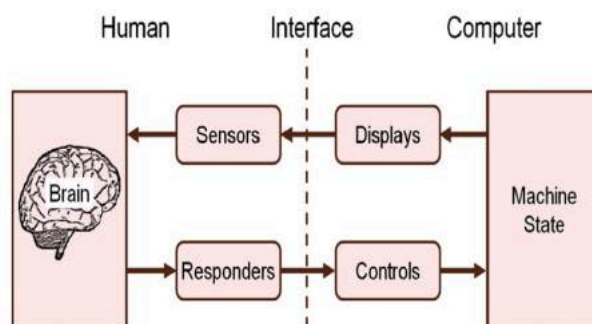 Human Interface Computer
Sensors Displays
Brain
Machine
State
Responders Controls